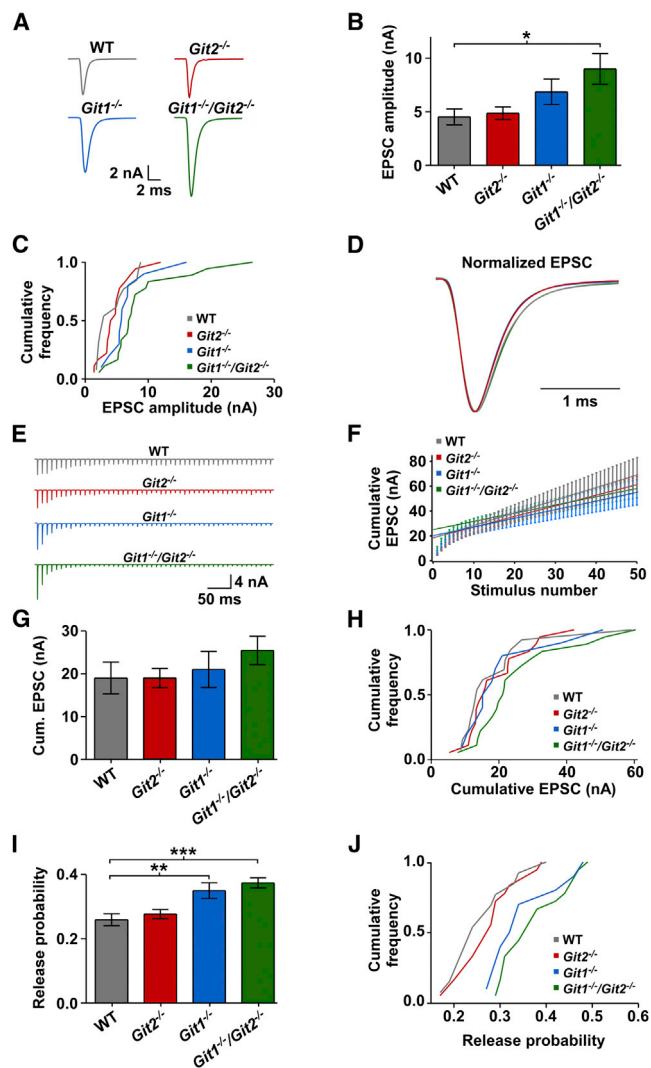 A
WT
Git2-/-
Git1-/-
Git1-/-/Git2-/-
2 nA
2 ms
B
EPSC amplitude (nA)
10
5
0
*
WT
Git2-/-
Git1-/-
Git1-/-/Git2-/-
C
Cumulative
frequency
1.0
0.5
0.0
0
10
20
30
EPSC amplitude (nA)
WT
Git2-/-
Git1-/-
Git1-/-/Git2-/-
D
Normalized EPSC
1 ms
E
WT
Git2-/-
Git1-/-
Git1-/-/Git2-/-
4 nA
50 ms
F
WT
Git2-/-
Git1-/-
Git1-/-/Git2-/-
Cumulative
EPSC (nA)
80
60
40
20
0
0
10
20
30
40
50
Stimulus number
G
Cum. EPSC (nA)
30
20
10
0
WT
Git2-/-
Git1-/-
Git1-/-/Git2-/-
H
Cumulative
frequency
1.0
0.5
0.0
0
20
40
60
Cumulative EPSC (nA)
WT
Git2-/-
Git1-/-
Git1-/-/Git2-/-
I
Release probability
0.4
0.2
0.0
***
**
WT
Git2-/-
Git1-/-
Git1-/-/Git2-/-
J
Cumulative
frequency
1.0
0.5
0.0
0.2
0.3
0.4
0.5
0.6
Release probability
WT
Git2-/-
Git1-/-
Git1-/-/Git2-/-